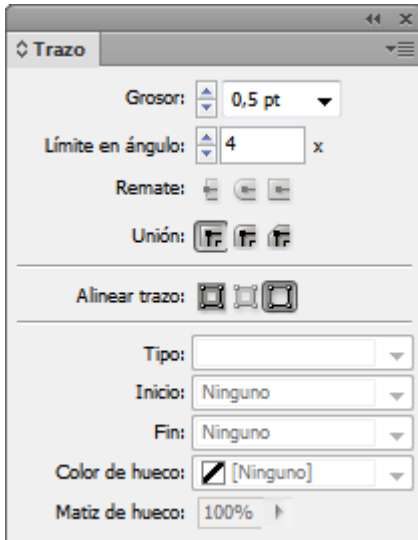 Trazo
Grosor: 0,5 pt
Límite en ángulo: 4 x
Remate:
Unión:
Alinear trazo:
Tipo:
Inicio: Ninguno
Fin: Ninguno
Color de hueco: [Ninguno]
Matiz de hueco: 100%